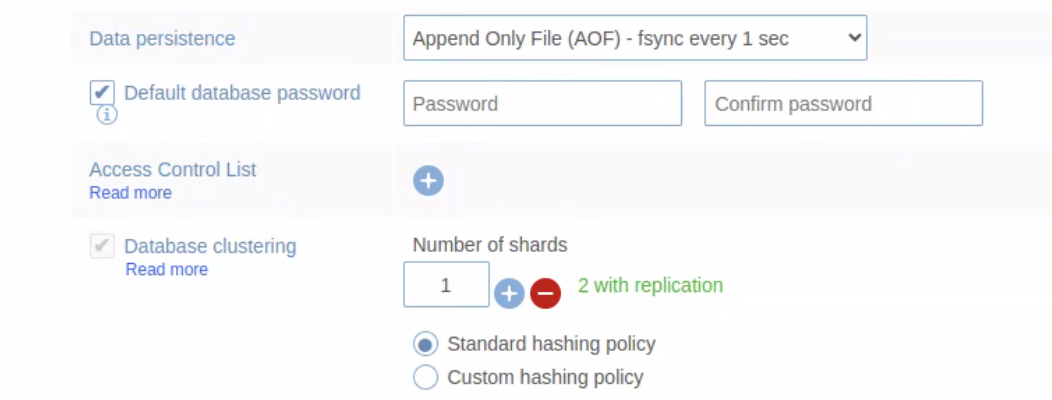 Data persistence
Append Only File (AOF) - fsync every 1 sec
Default database password
Password
Confirm password
Access Control List
Read more
Database clustering
Read more
Number of shards
1
2 with replication
Standard hashing policy
Custom hashing policy